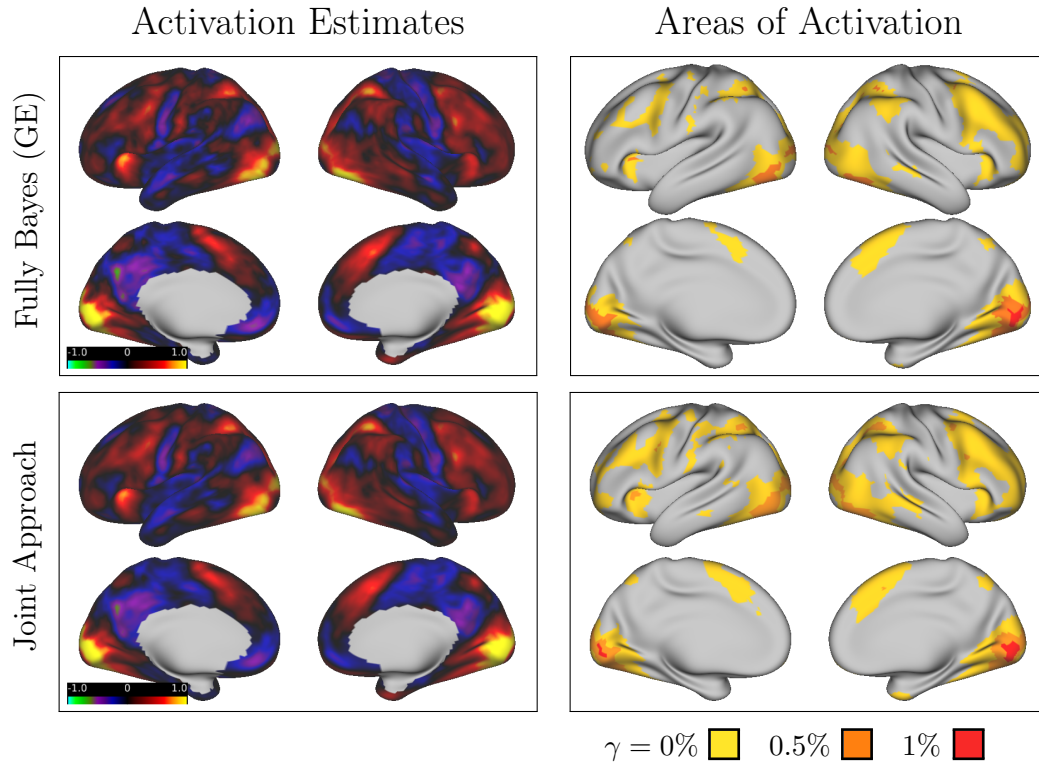 Activation Estimates
Areas of Activation
Fully Bayes (GE)
-1.0 0 1.0
Joint Approach
-1.0 0 1.0
γ = 0% 0.5% 1%